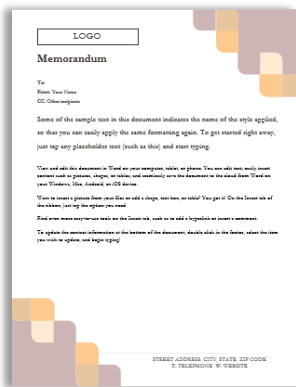 LOGO
Memorandum
To:
From: Your Name
CC: Other recipients
Some of the sample text in this document indicates the name of the style applied,
so that you can easily apply the same formatting again. To get started right away,
just tap any placeholder text (such as this) and start typing.
View and edit this document in Word on your computer, tablet, or phone. You can edit text; easily insert
content such as pictures, shapes, or tables; and seamlessly save the document to the cloud from Word on
your Windows, Mac, Android, or iOS device.
Want to insert a picture from your files or add a shape, text box, or table? You got it! On the Insert tab of
the ribbon, just tap the option you need.
Find even more easy-to-use tools on the Insert tab, such as to add a hyperlink or insert a comment.
To update the contact information at the bottom of the document, double click in the footer, select the item
you wish to update, and begin typing!
STREET ADDRESS, CITY, STATE ZIP CODE
T: TELEPHONE W: WEBSITE